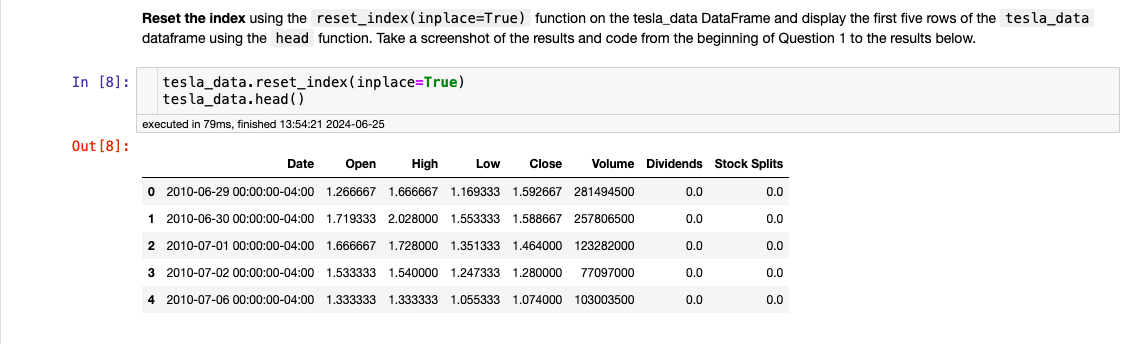 Reset the index using the reset_index(inplace=True) function on the tesla_data DataFrame and display the first five rows of the tesla_data
dataframe using the head function. Take a screenshot of the results and code from the beginning of Question 1 to the results below.
In [8]: tesla_data.reset_index(inplace=True)
tesla_data.head()
executed in 79ms, finished 13:54:21 2024-06-25
Out[8]:
Date Open High Low Close Volume Dividends Stock Splits
0 2010-06-29 00:00:00-04:00 1.266667 1.666667 1.169333 1.592667 281494500 0.0 0.0
1 2010-06-30 00:00:00-04:00 1.719333 2.028000 1.553333 1.588667 257806500 0.0 0.0
2 2010-07-01 00:00:00-04:00 1.666667 1.728000 1.351333 1.464000 123282000 0.0 0.0
3 2010-07-02 00:00:00-04:00 1.533333 1.540000 1.247333 1.280000 77097000 0.0 0.0
4 2010-07-06 00:00:00-04:00 1.333333 1.333333 1.055333 1.074000 103003500 0.0 0.0